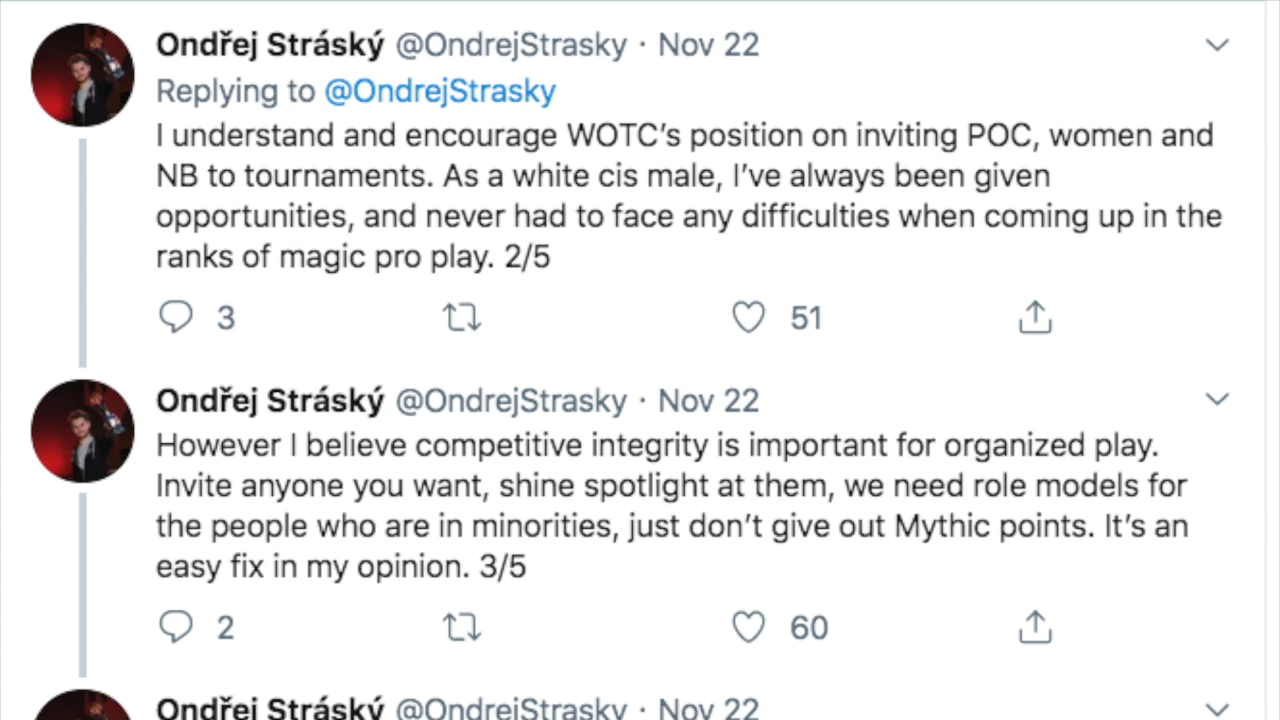 Ondřej Stráský @OndrejStrasky · Nov 22
Replying to @OndrejStrasky
I understand and encourage WOTC’s position on inviting POC, women and
NB to tournaments. As a white cis male, I’ve always been given
opportunities, and never had to face any difficulties when coming up in the
ranks of magic pro play. 2/5
3 51
Ondřej Stráský @OndrejStrasky · Nov 22
However I believe competitive integrity is important for organized play.
Invite anyone you want, shine spotlight at them, we need role models for
the people who are in minorities, just don’t give out Mythic points. It’s an
easy fix in my opinion. 3/5
2 60
Ondřej Stráský @OndrejStrasky · Nov 22